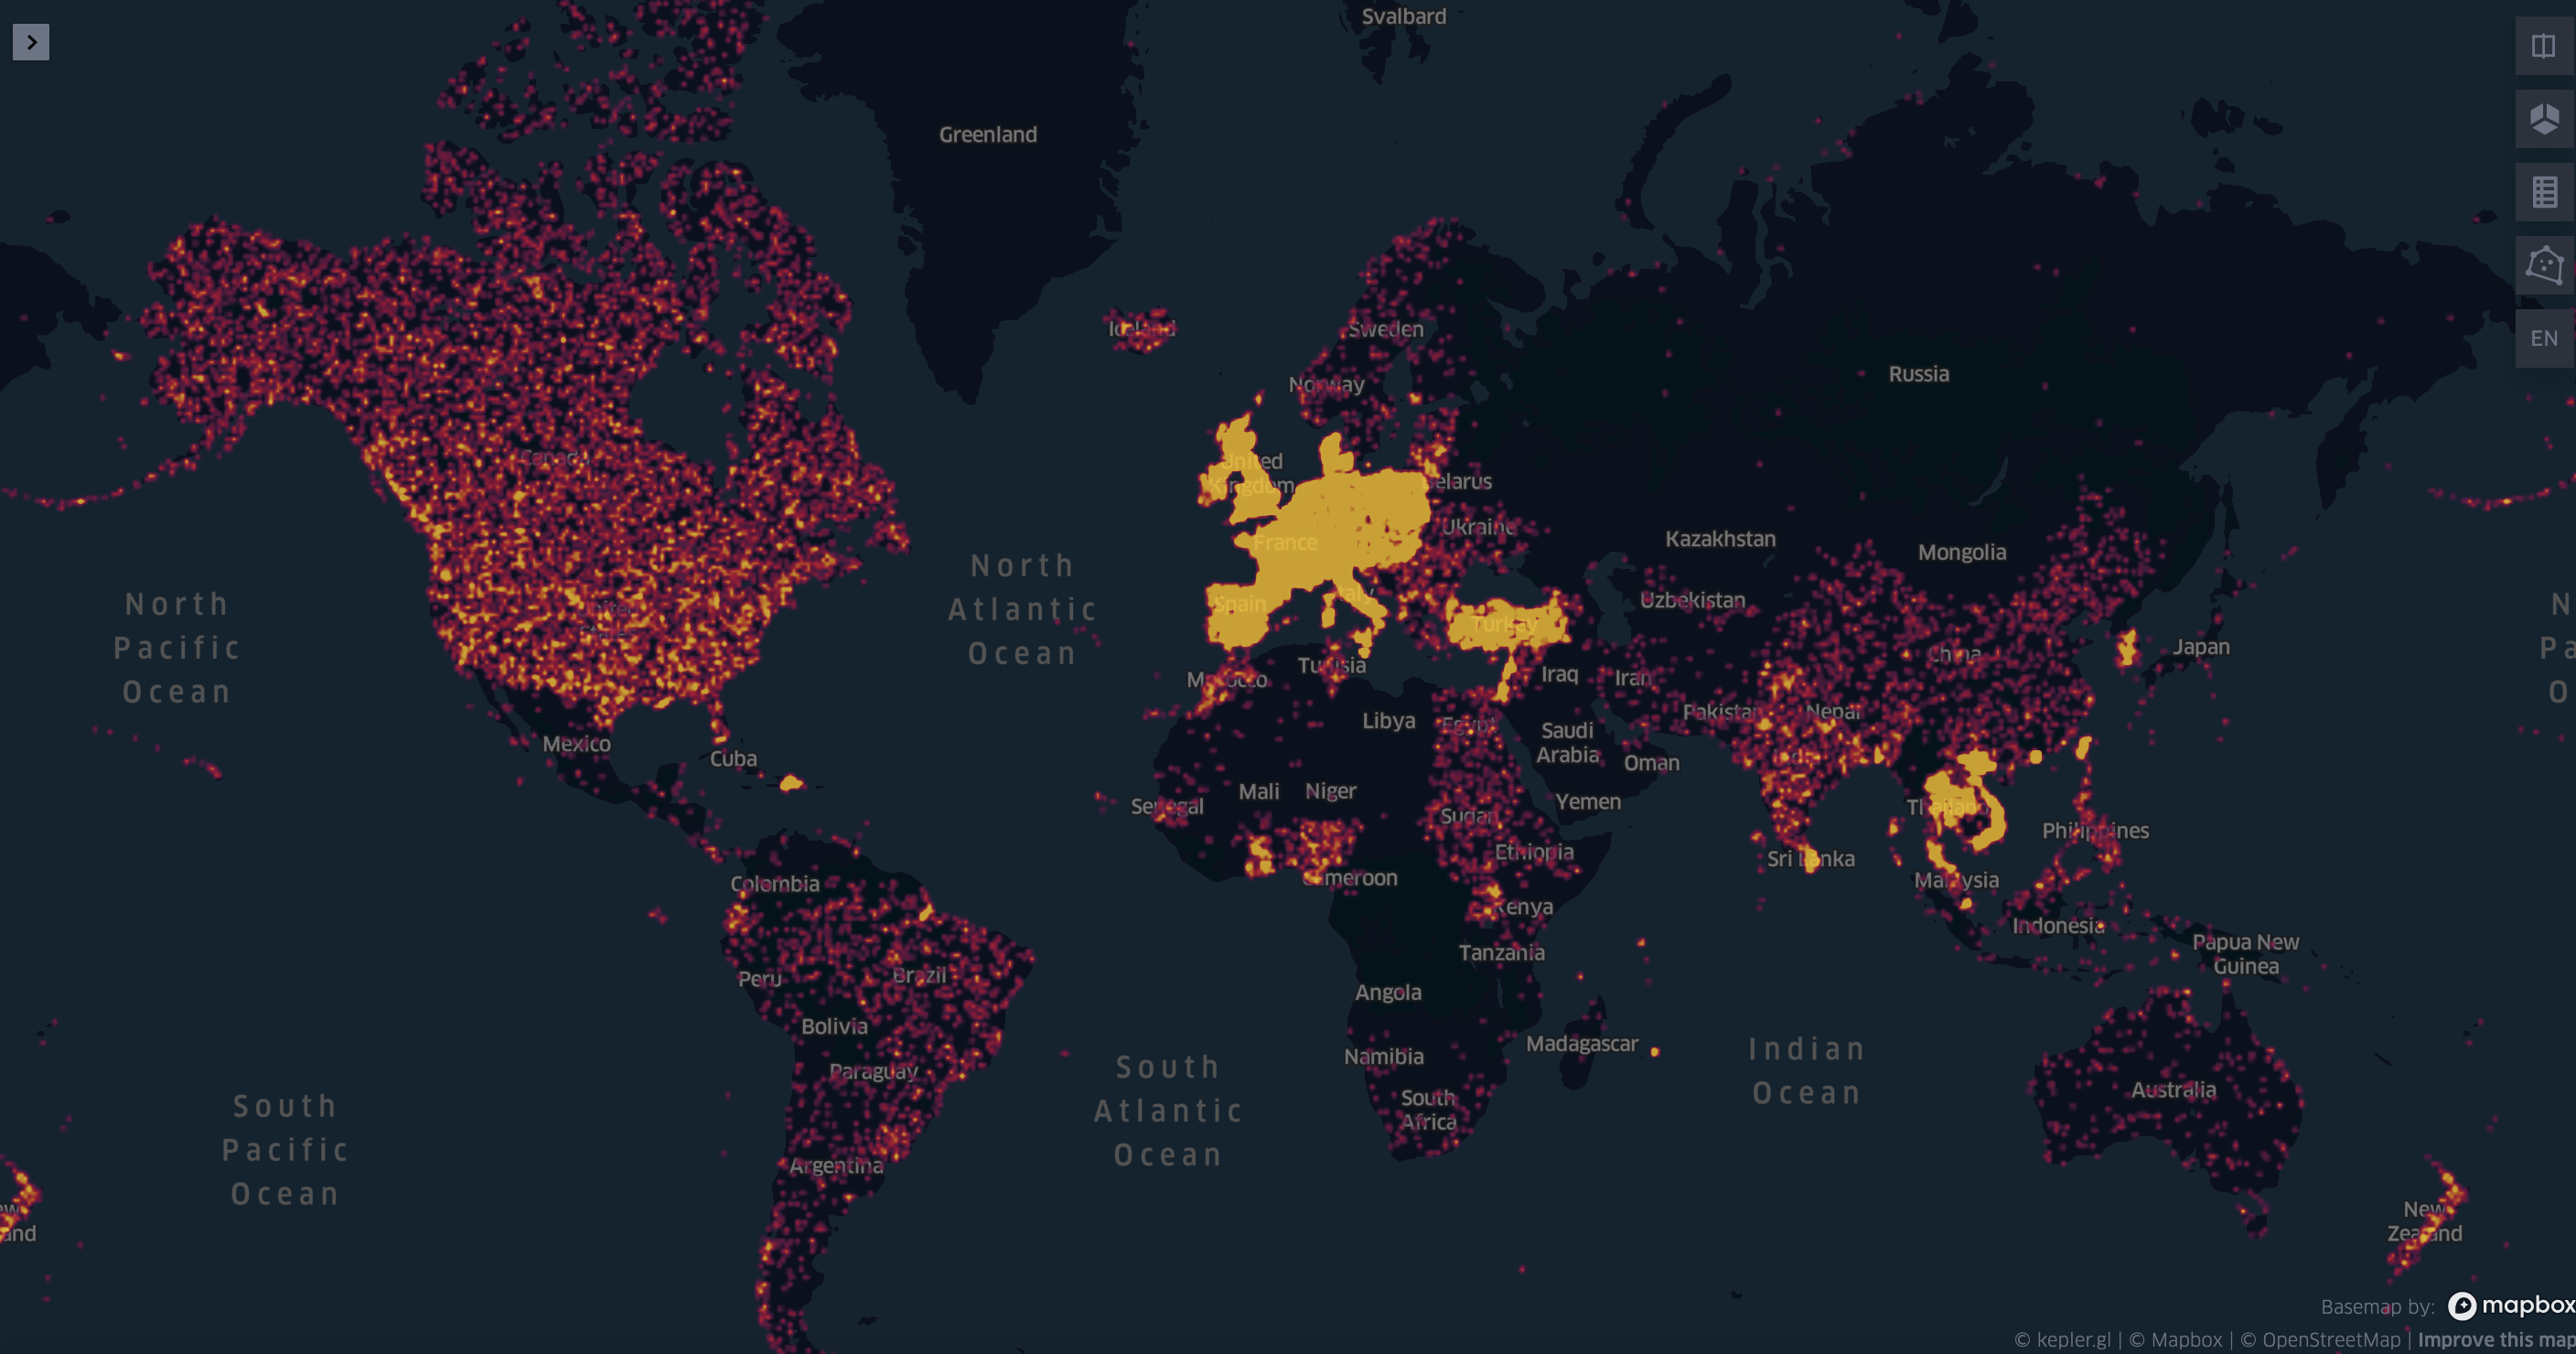 Svalbard
Greenland
EN
Iceland
Sweden
Russia
Norway
Canada
United
Kingdom
Belarus
Ukraine
France
Kazakhstan
Mongolia
North
Atlantic
Ocean
North
Pacific
Ocean
N
Pa
O
Spain
Italy
Uzbekistan
Turkey
United
States
Japan
China
Tunisia
Morocco
Iraq
Iran
Libya
Egypt
Pakistan
Nepal
Saudi
Arabia
Mexico
Cuba
Oman
India
Mali
Niger
Yemen
Senegal
Sudan
Thailand
Philippines
Ethiopia
Sri Lanka
Colombia
Cameroon
Malaysia
Kenya
Indonesia
Tanzania
Papua New
Guinea
Peru
Brazil
Angola
Bolivia
Madagascar
Namibia
Indian
Ocean
South
Atlantic
Ocean
Paraguay
Australia
South
Africa
South
Pacific
Ocean
Argentina
New
Zealand
ew
and
Basemap by: mapbox
© kepler.gl | © Mapbox | © OpenStreetMap | Improve this map